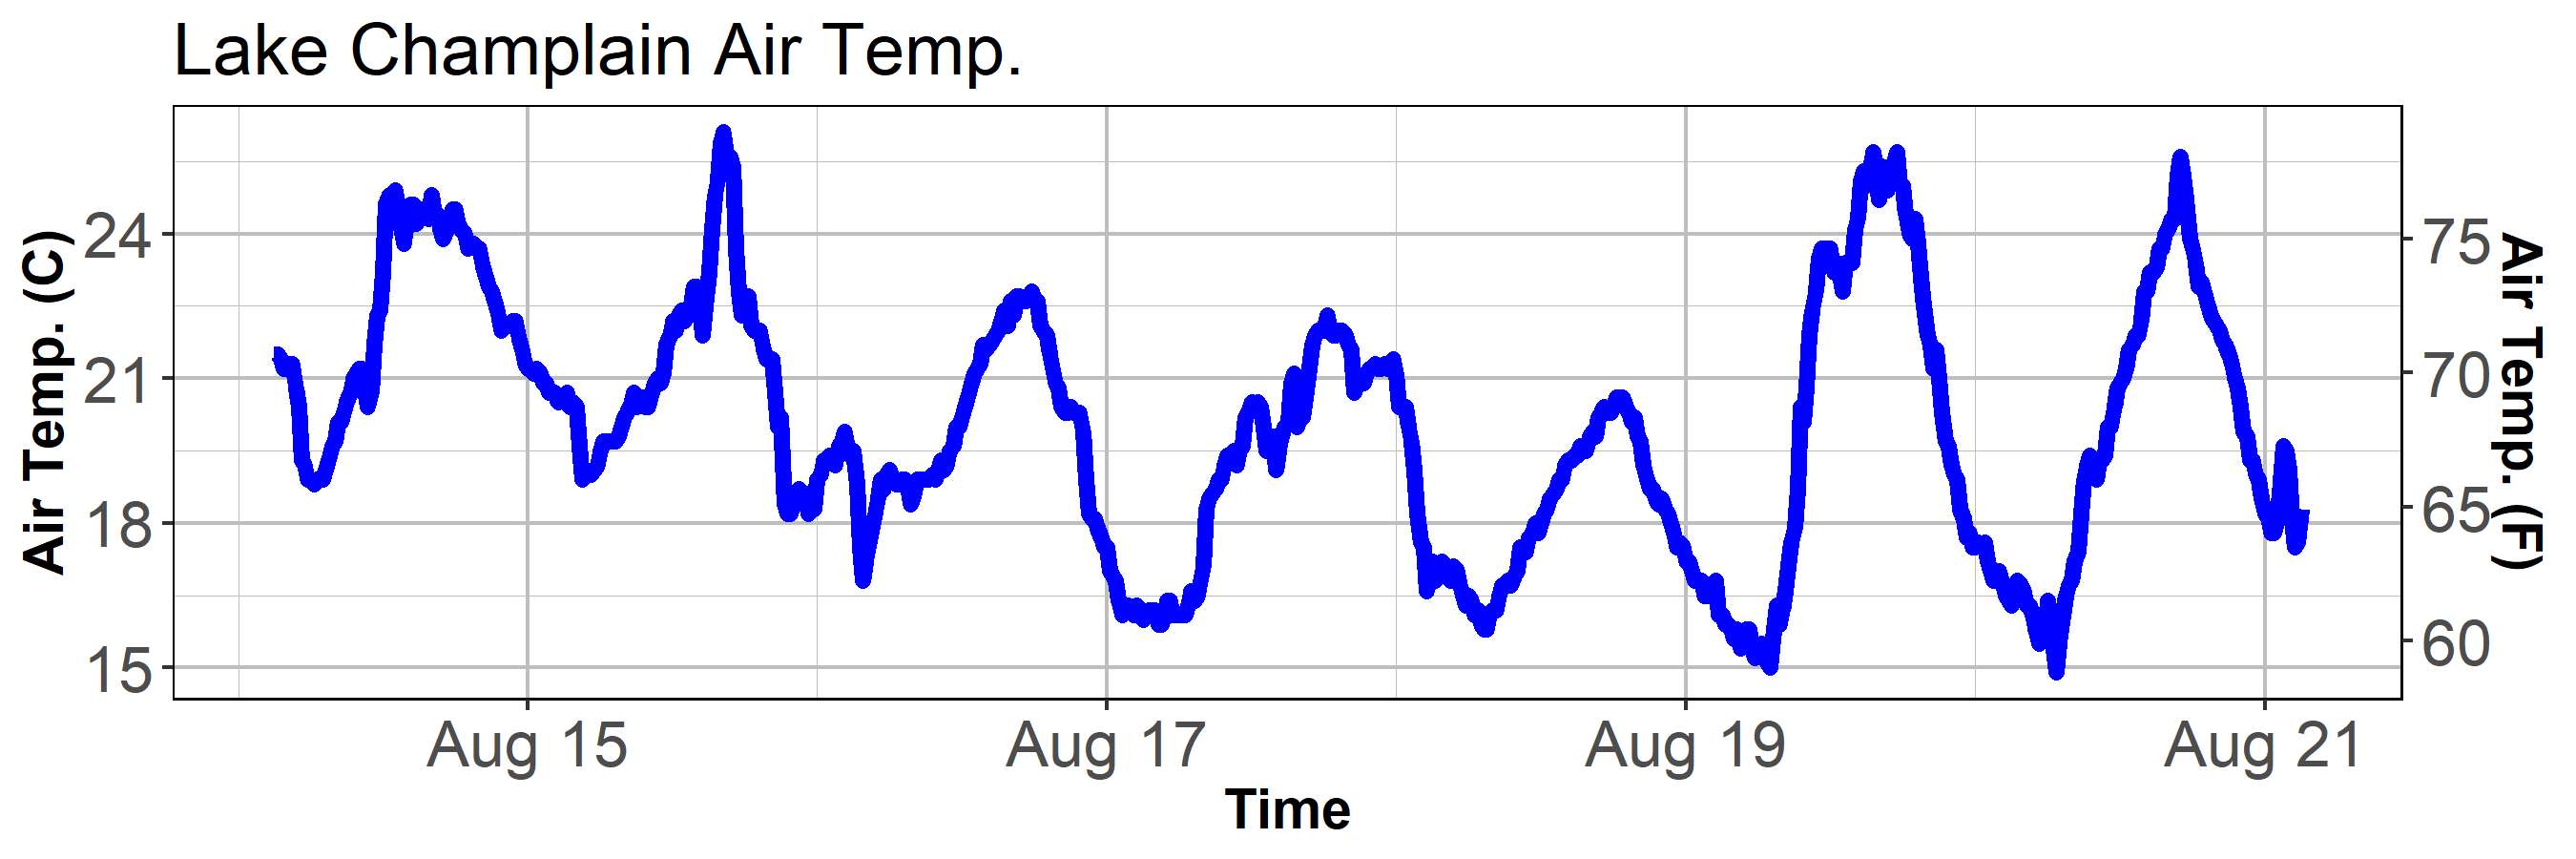 Lake Champlain Air Temp.
Air Temp. (C)
24
21
18
15
75
70
65
60
Air Temp. (F)
Aug 15 Aug 17 Aug 19 Aug 21
Time